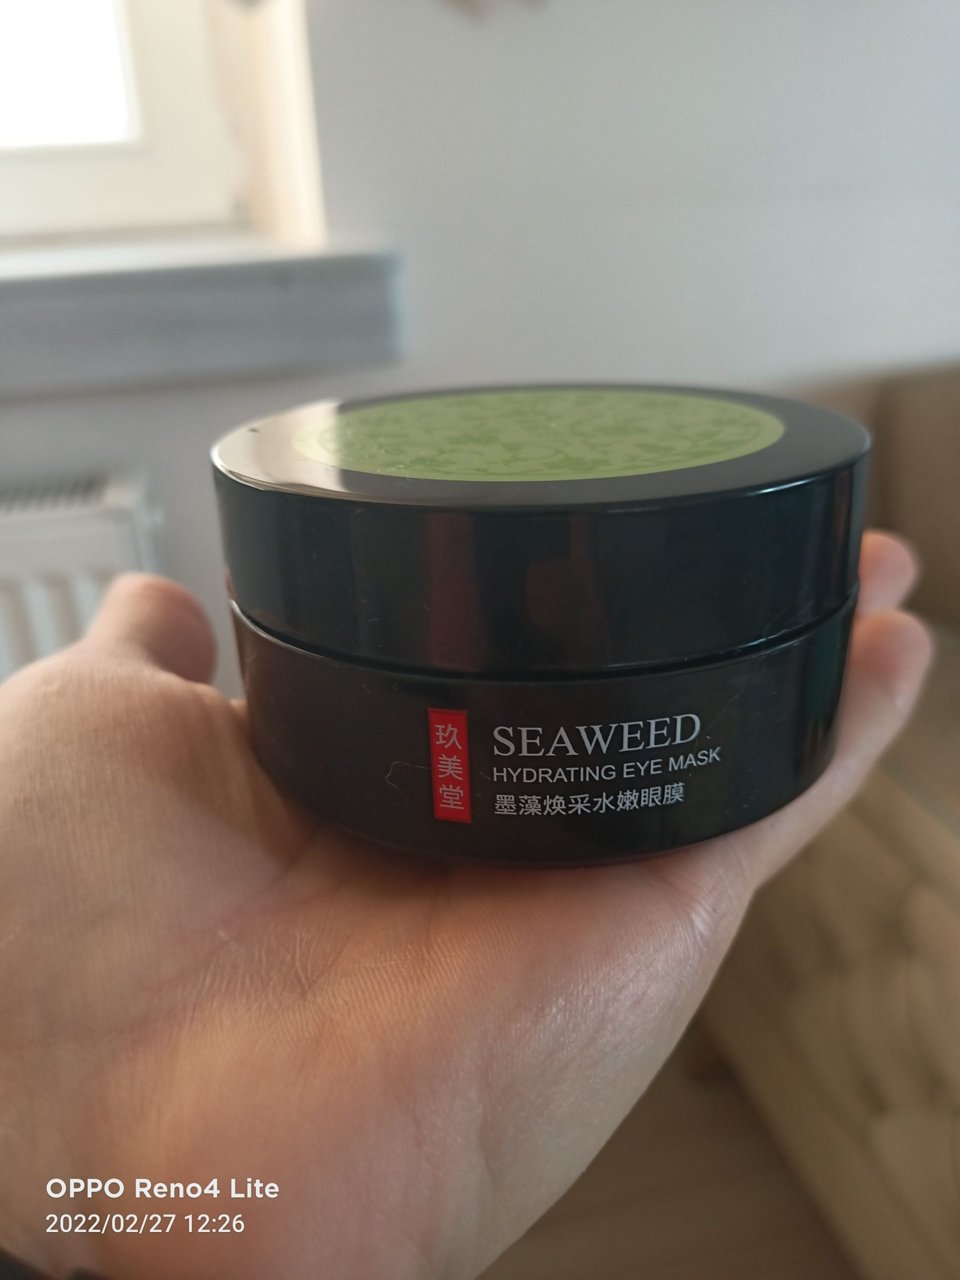 玖美堂
SEAWEED
HYDRATING EYE MASK
墨藻焕采水嫩眼膜
OPPO Reno4 Lite
2022/02/27 12:26